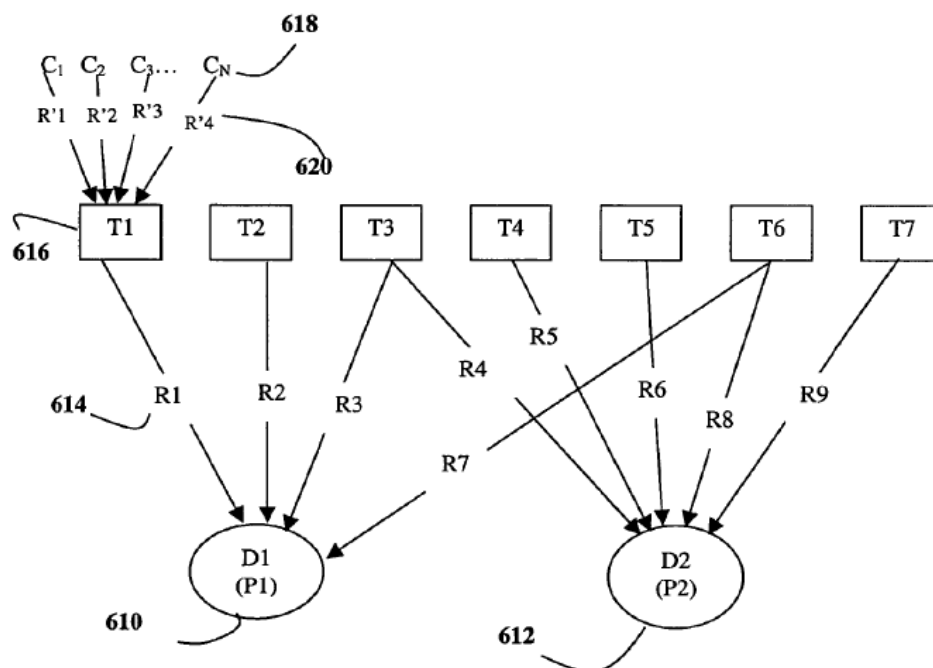 618
C1 C2 C3... CN
R'1 R'2 R'3 R'4
620
T1 T2 T3 T4 T5 T6 T7
616
R5
R4
R1 R2 R3 R6 R8 R9
614
R7
D1
(P1)
D2
(P2)
610
612